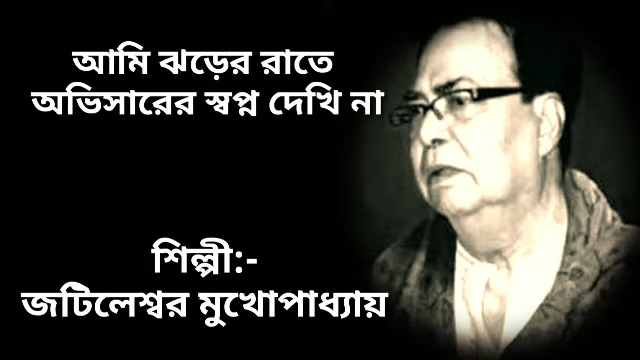 আমি ঝড়ের রাতে
অভিসারের স্বপ্ন দেখি না
শিল্পী:-
জটিলেশ্বর মুখোপাধ্যায়